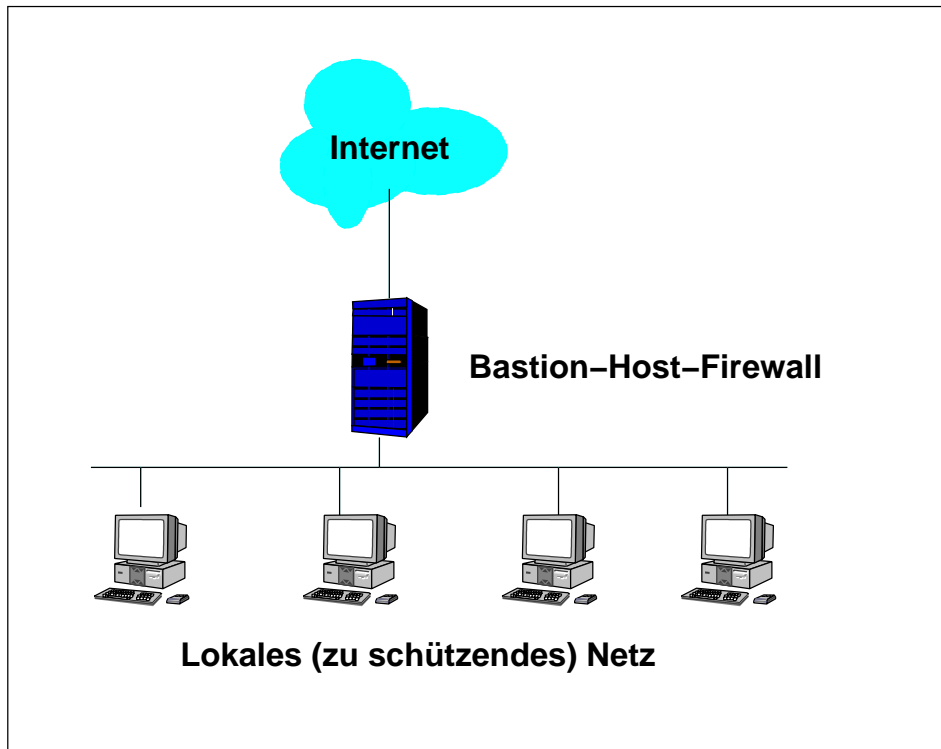 Internet
Bastion−Host−Firewall
Lokales (zu schützendes) Netz